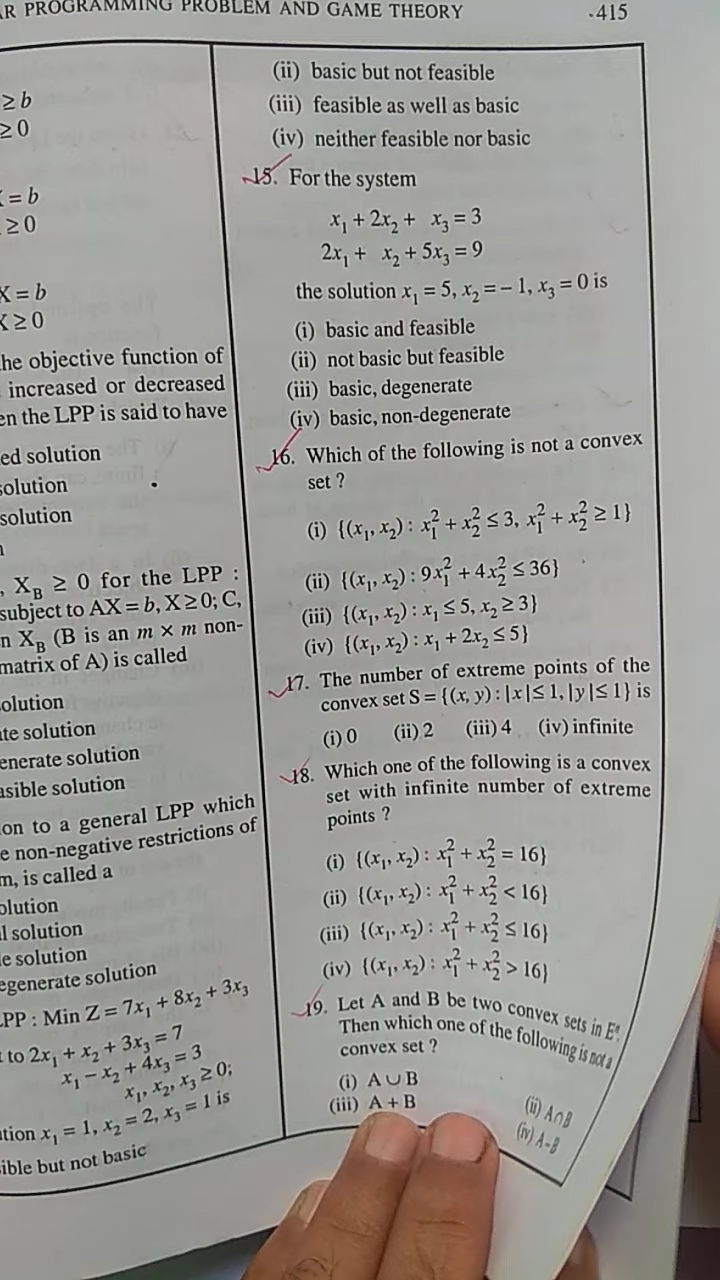 R PROGRAMMING PROBLEM AND GAME THEORY
415
≥ b
≥ 0
= b
≥ 0
X = b
X ≥ 0
he objective function of
increased or decreased
en the LPP is said to have
ed solution
solution
solution
, X_B ≥ 0 for the LPP :
subject to AX = b, X ≥ 0; C,
n X_B (B is an m × m non-
matrix of A) is called
olution
te solution
enerate solution
asible solution
on to a general LPP which
e non-negative restrictions of
m, is called a
olution
l solution
le solution
egenerate solution
LPP : Min Z = 7x₁ + 8x₂ + 3x₃
to 2x₁ + x₂ + 3x₃ = 7
x₁ – x₂ + 4x₃ = 3
x₁, x₂, x₃ ≥ 0;
tion x₁ = 1, x₂ = 2, x₃ = 1 is
ible but not basic
(ii) basic but not feasible
(iii) feasible as well as basic
(iv) neither feasible nor basic
15. For the system
x₁ + 2x₂ + x₃ = 3
2x₁ + x₂ + 5x₃ = 9
the solution x₁ = 5, x₂ = – 1, x₃ = 0 is
(i) basic and feasible
(ii) not basic but feasible
(iii) basic, degenerate
(iv) basic, non-degenerate
16. Which of the following is not a convex
set ?
(i) {(x₁, x₂) : x₁² + x₂² ≤ 3, x₁² + x₂² ≥ 1}
(ii) {(x₁, x₂) : 9x₁² + 4x₂² ≤ 36}
(iii) {(x₁, x₂) : x₁ ≤ 5, x₂ ≥ 3}
(iv) {(x₁, x₂) : x₁ + 2x₂ ≤ 5}
17. The number of extreme points of the
convex set S = {(x, y) : |x| ≤ 1, |y| ≤ 1} is
(i) 0 (ii) 2 (iii) 4 (iv) infinite
18. Which one of the following is a convex
set with infinite number of extreme
points ?
(i) {(x₁, x₂) : x₁² + x₂² = 16}
(ii) {(x₁, x₂) : x₁² + x₂² < 16}
(iii) {(x₁, x₂) : x₁² + x₂² ≤ 16}
(iv) {(x₁, x₂) : x₁² + x₂² > 16}
19. Let A and B be two convex sets in Eⁿ.
Then which one of the following is not a
convex set ?
(i) A ∪ B (ii) A ∩ B
(iii) A + B (iv) A – B